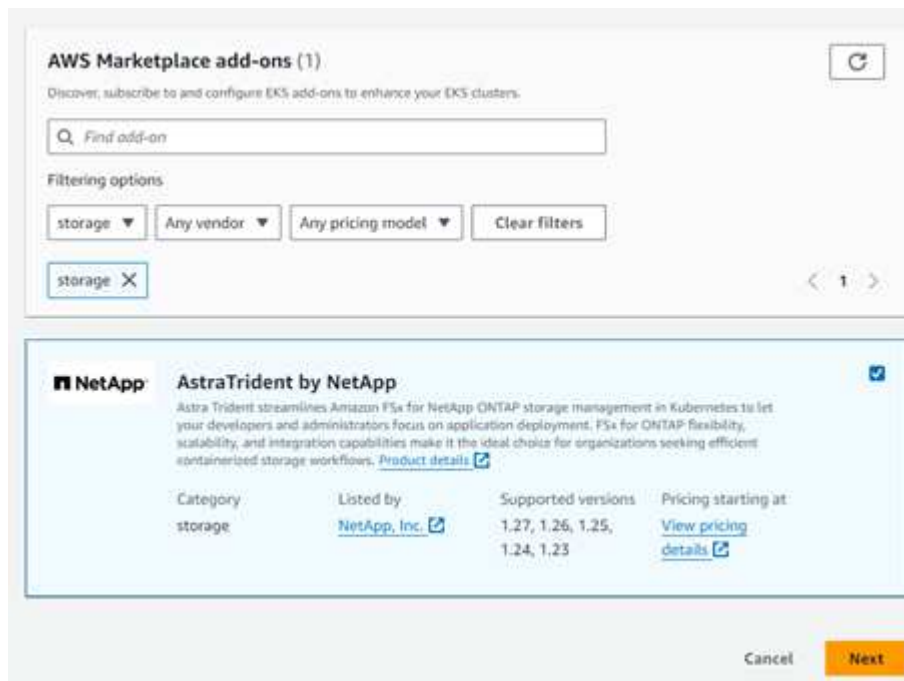 AWS Marketplace add-ons (1)
Discover, subscribe to and configure EKS add-ons to enhance your EKS clusters.
Find add-on
Filtering options
storage Any vendor Any pricing model Clear filters
storage
1
NetApp AstraTrident by NetApp
Astra Trident streamlines Amazon FSx for NetApp ONTAP storage management in Kubernetes to let
your developers and administrators focus on application deployment. FSx for ONTAP flexibility,
scalability, and integration capabilities make it the ideal choice for organizations seeking efficient
containerized storage workflows. Product details
Category Listed by Supported versions Pricing starting at
storage NetApp, Inc. 1.27, 1.26, 1.25, View pricing
1.24, 1.23 details
Cancel Next